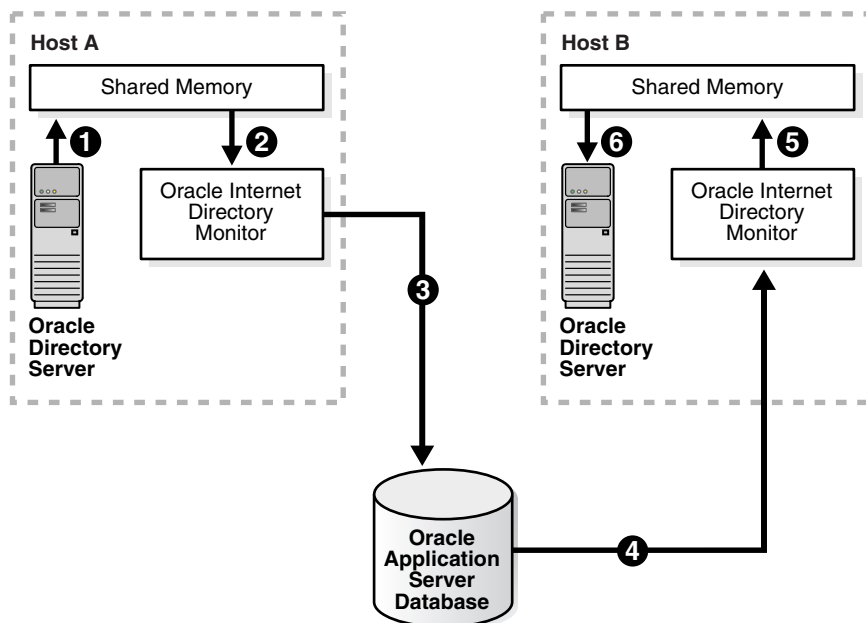 Host A
Shared Memory
1
2
Oracle Internet
Directory
Monitor
Oracle
Directory
Server
3
Host B
Shared Memory
6
5
Oracle Internet
Directory
Monitor
Oracle
Directory
Server
Oracle
Application
Server
Database
4